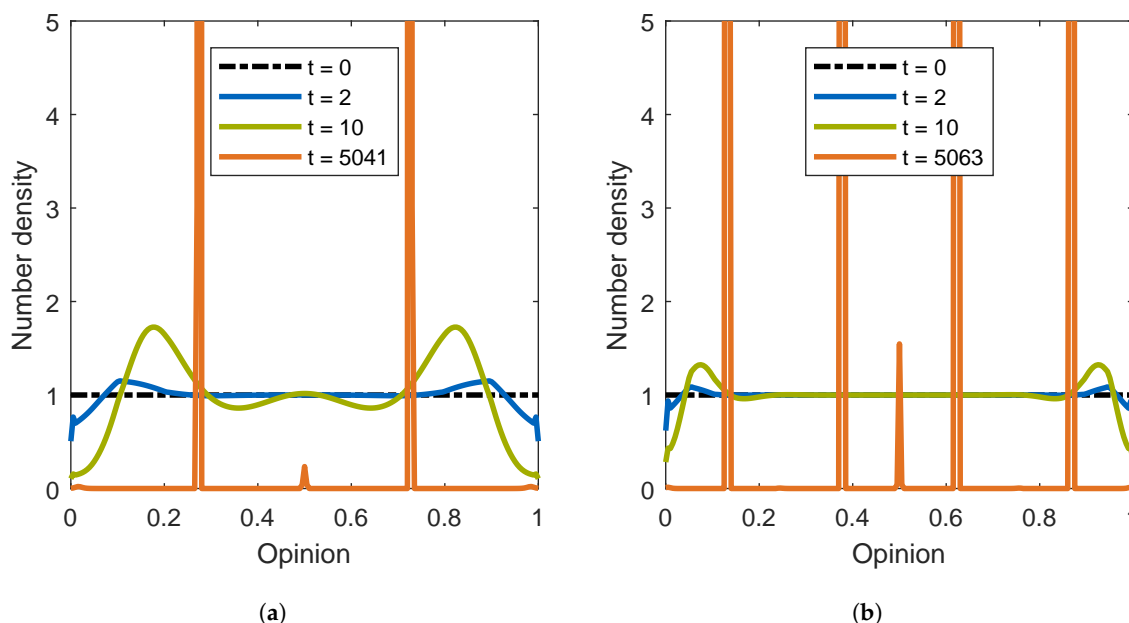 5
4
3
2
1
0
Number density
t = 0
t = 2
t = 10
t = 5041
0 0.2 0.4 0.6 0.8 1
Opinion
(a)
5
4
3
2
1
0
Number density
t = 0
t = 2
t = 10
t = 5063
0 0.2 0.4 0.6 0.8 1
Opinion
(b)